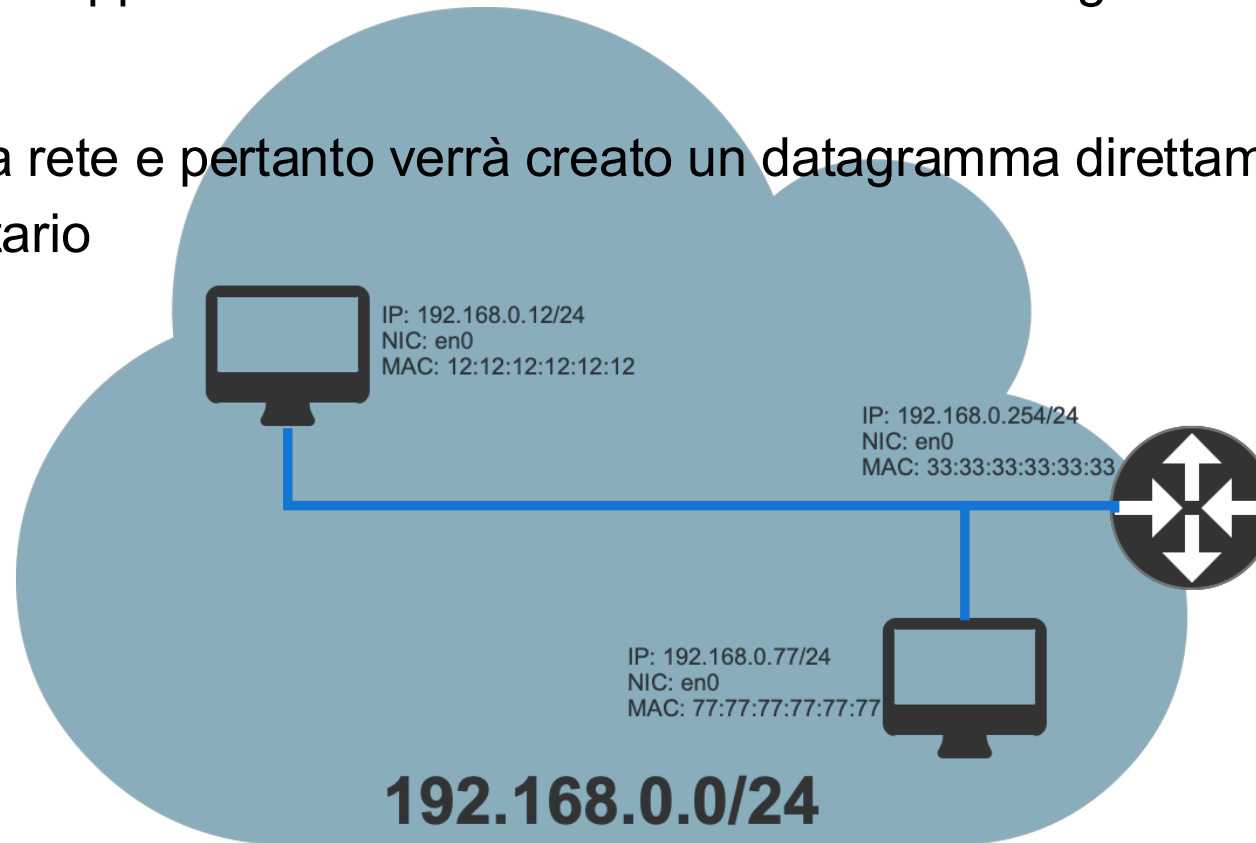 a rete e pertanto verrà creato un datagramma direttam
tario
IP: 192.168.0.12/24
NIC: en0
MAC: 12:12:12:12:12:12
IP: 192.168.0.254/24
NIC: en0
MAC: 33:33:33:33:33:33
IP: 192.168.0.77/24
NIC: en0
MAC: 77:77:77:77:77:77
192.168.0.0/24